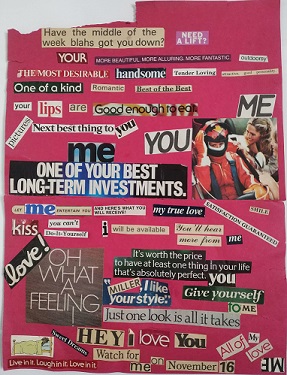 Have the middle of the
week blahs got you down?
NEED
A LIFT?
YOUR MORE BEAUTIFUL, MORE ALLURING, MORE FANTASTIC. outdoorsy
THE MOST DESIRABLE handsome Tender Loving
One of a kind Romantic Best of the Best
your lips are Good enough to eat
ME
pictures
Next best thing to you
YOU
me
ONE OF YOUR BEST
LONG-TERM INVESTMENTS.
LET me ENTERTAIN YOU AND HERE'S WHAT YOU
WILL RECEIVE! my true love
SMILE
SATISFACTION GUARANTEED
kiss you can't
Do-It-Yourself i will be available You'll hear
more from me
love!
OH
WHAT
A
FEELING
It's worth the price
to have at least one thing in your life
that's absolutely perfect. you
"MILLER, I like
your style."
Give yourself
TO ME
Just one look is all it takes
HEY i love You
All of My
love
ME
Sweet Dreams
Live in it. Laugh in it. Love in it.
Watch for
me on November 16